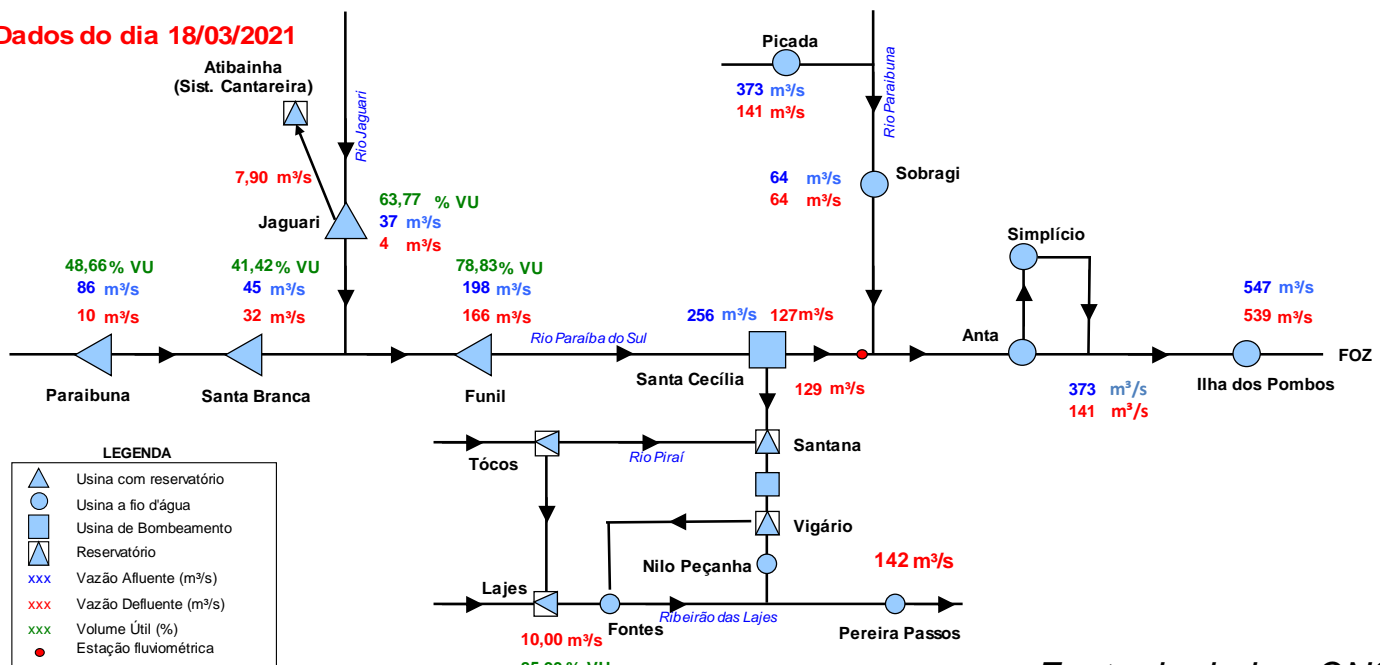 Dados do dia 18/03/2021
Atibainha
(Sist. Cantareira)
Rio Jaguari
7,90 m³/s
Jaguari
63,77 % VU
37 m³/s
4 m³/s
Picada
373 m³/s
141 m³/s
Rio Paraibuna
64 m³/s
64 m³/s
Sobragi
48,66% VU
86 m³/s
10 m³/s
Paraibuna
41,42% VU
45 m³/s
32 m³/s
Santa Branca
78,83% VU
198 m³/s
166 m³/s
Funil
Rio Paraíba do Sul
256 m³/s 127m³/s
Santa Cecília
129 m³/s
Simplício
Anta
373 m³/s
141 m³/s
547 m³/s
539 m³/s
Ilha dos Pombos
FOZ
Tócos
Rio Piraí
Santana
Vigário
Nilo Peçanha
142 m³/s
Lajes
Fontes
Ribeirão das Lajes
Pereira Passos
10,00 m³/s
LEGENDA
Usina com reservatório
Usina a fio d'água
Usina de Bombeamento
Reservatório
xxx Vazão Afluente (m³/s)
xxx Vazão Defluente (m³/s)
xxx Volume Útil (%)
Estação fluviométrica